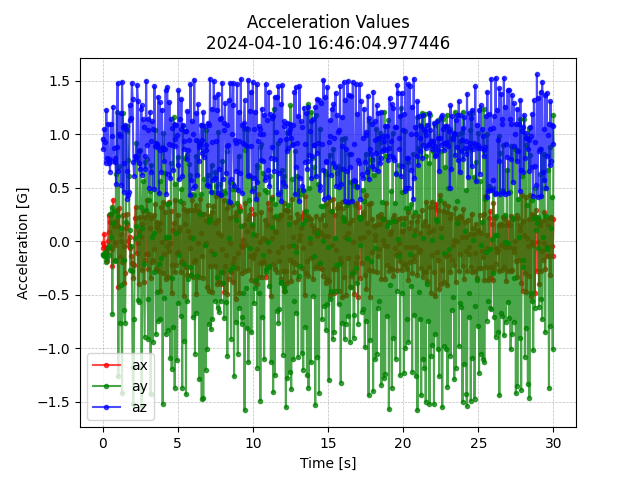 Acceleration Values
2024-04-10 16:46:04.977446
Acceleration [G]
1.5
1.0
0.5
0.0
−0.5
−1.0
−1.5
ax
ay
az
0 5 10 15 20 25 30
Time [s]